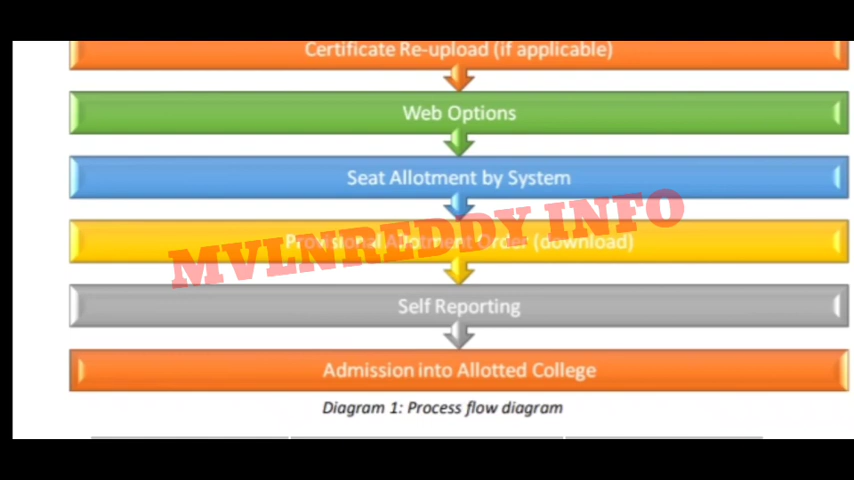 Certificate Re-upload (if applicable)
Web Options
Seat Allotment by System
Provisional Allotment Order (download)
MVLNREDDY INFO
Self Reporting
Admission into Allotted College
Diagram 1: Process flow diagram